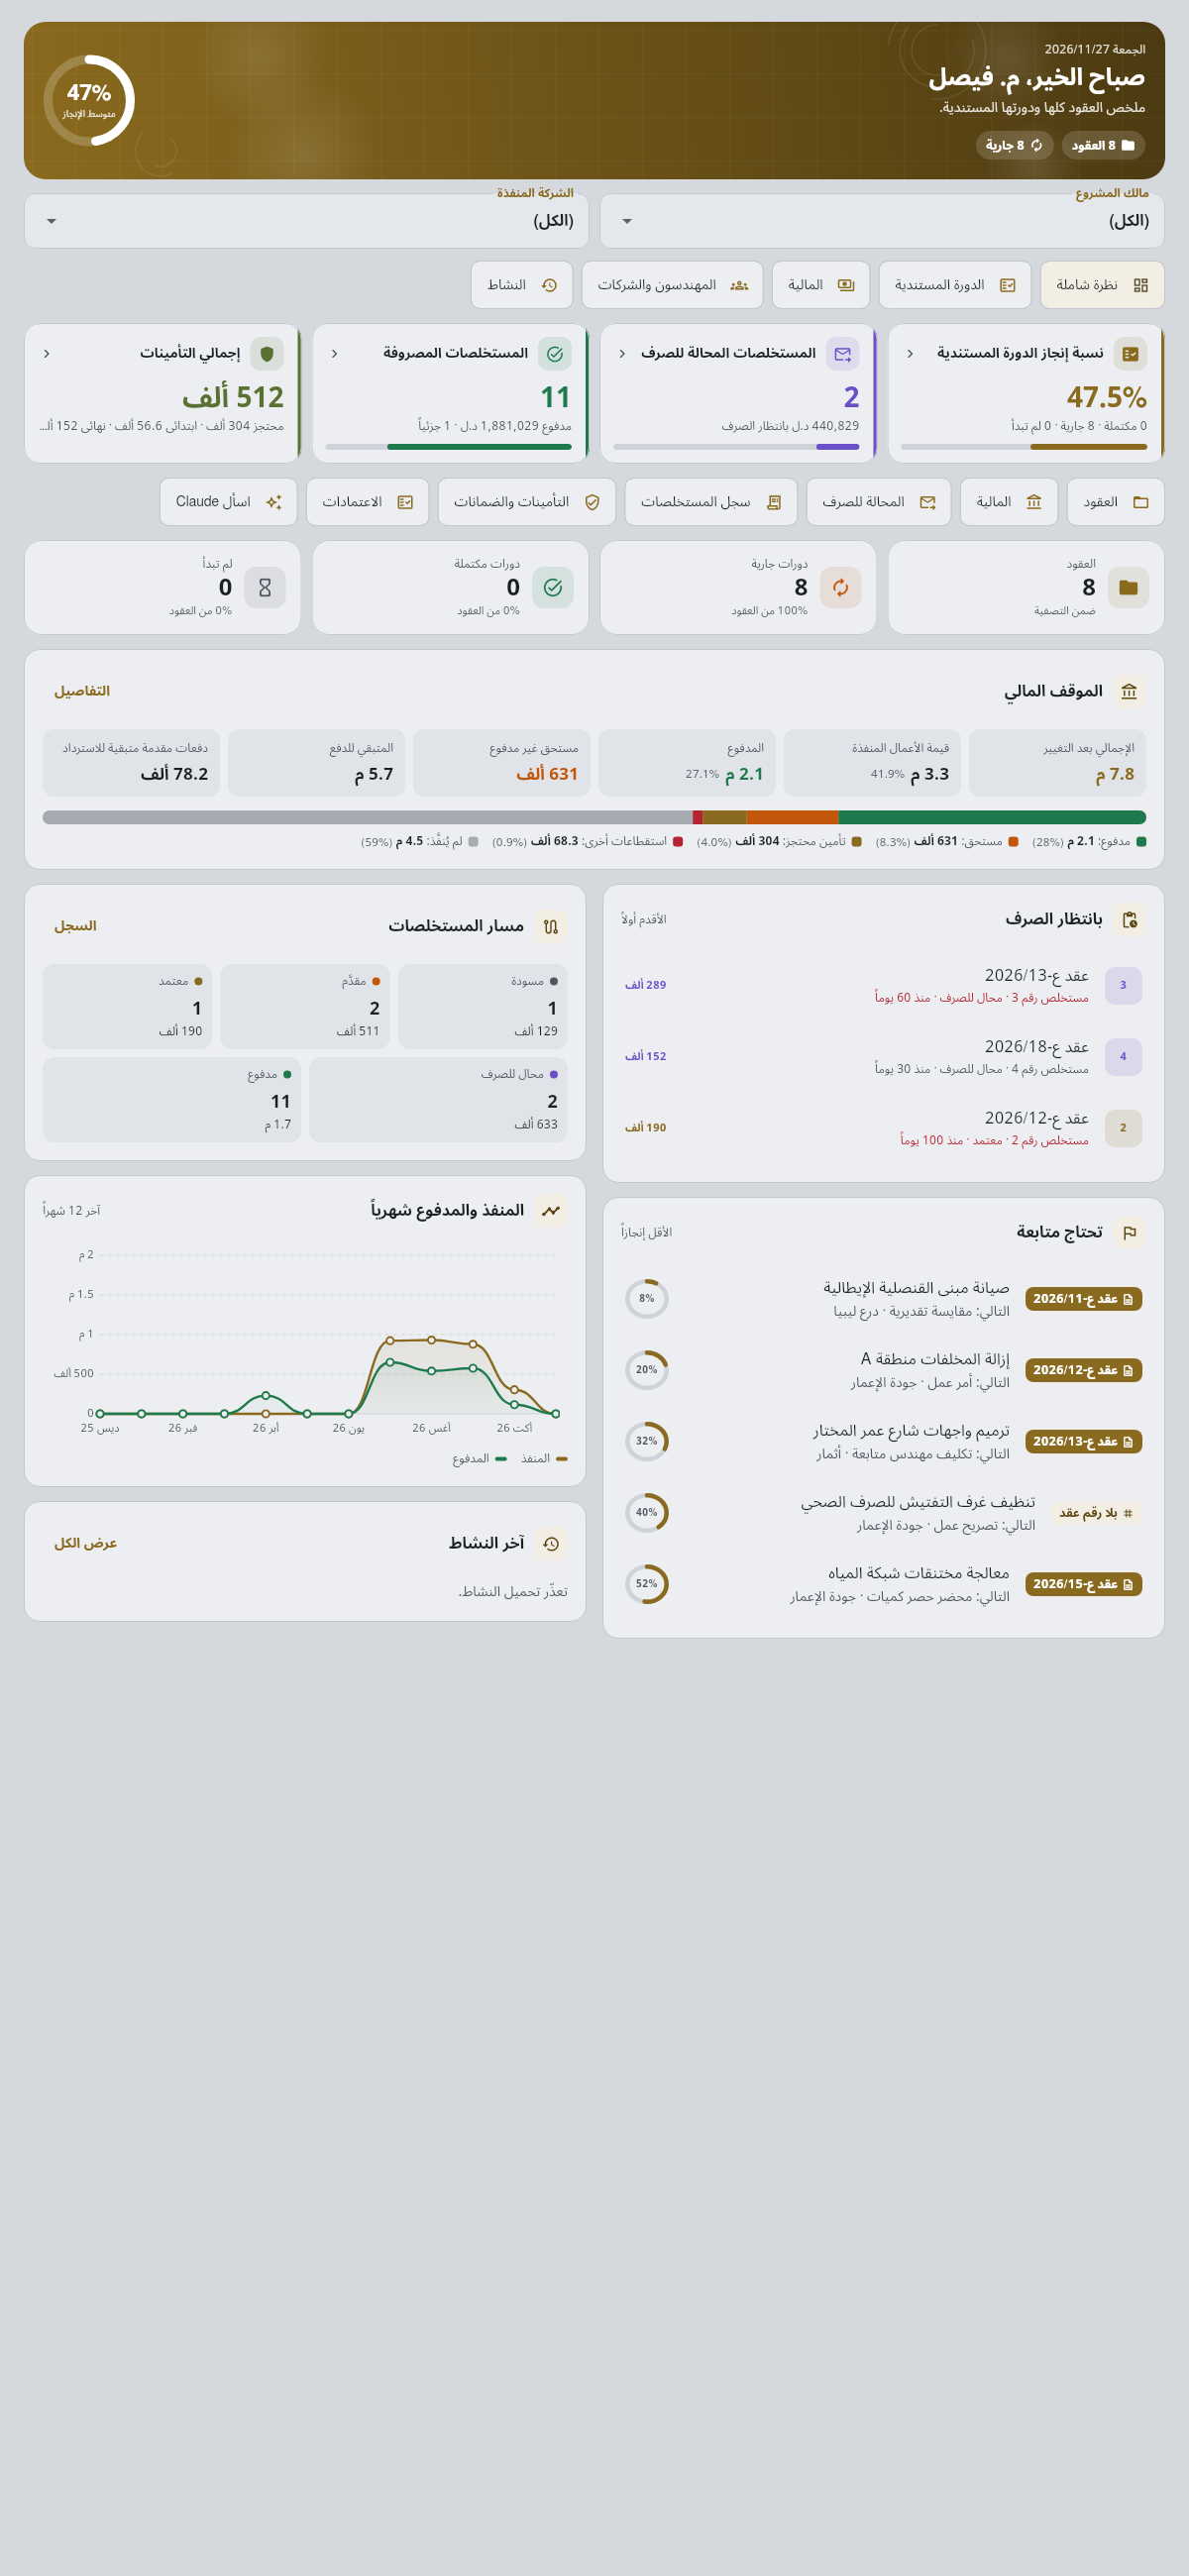 الجمعة 2026/11/27
صباح الخير، م. فيصل
ملخص العقود كلها ودورتها المستندية.
8 العقود
8 جارية
47%
متوسط الإنجاز
مالك المشروع
(الكل)
الشركة المنفذة
(الكل)
نظرة شاملة
الدورة المستندية
المالية
المهندسون والشركات
النشاط
نسبة إنجاز الدورة المستندية
47.5%
0 مكتملة · 8 جارية · 0 لم تبدأ
المستخلصات المحالة للصرف
2
440,829 د.ل بانتظار الصرف
المستخلصات المصروفة
11
مدفوع 1,881,029 د.ل · 1 جزئياً
إجمالي التأمينات
512 ألف
محتجز 304 ألف · ابتدائي 56.6 ألف · نهائي 152 أل...
العقود
المالية
المحالة للصرف
سجل المستخلصات
التأمينات والضمانات
الاعتمادات
اسأل Claude
العقود
8
ضمن التصفية
دورات جارية
8
100% من العقود
دورات مكتملة
0
0% من العقود
لم تبدأ
0
0% من العقود
الموقف المالي
التفاصيل
الإجمالي بعد التغيير
7.8 م
قيمة الأعمال المنفذة
3.3 م 41.9%
المدفوع
2.1 م 27.1%
مستحق غير مدفوع
631 ألف
المتبقي للدفع
5.7 م
دفعات مقدمة متبقية للاسترداد
78.2 ألف
مدفوع: 2.1 م (28%)
مستحق: 631 ألف (8.3%)
تأمين محتجز: 304 ألف (4.0%)
استقطاعات أخرى: 68.3 ألف (0.9%)
لم يُنفَّذ: 4.5 م (59%)
بانتظار الصرف
الأقدم أولاً
3
عقد ع-2026/13
مستخلص رقم 3 · محال للصرف · منذ 60 يوماً
289 ألف
4
عقد ع-2026/18
مستخلص رقم 4 · محال للصرف · منذ 30 يوماً
152 ألف
2
عقد ع-2026/12
مستخلص رقم 2 · معتمد · منذ 100 يوماً
190 ألف
تحتاج متابعة
الأقل إنجازاً
عقد ع-2026/11
صيانة مبنى القنصلية الإيطالية
التالي: مقايسة تقديرية · درع ليبيا
8%
عقد ع-2026/12
إزالة المخلفات منطقة A
التالي: أمر عمل · جودة الإعمار
20%
عقد ع-2026/13
ترميم واجهات شارع عمر المختار
التالي: تكليف مهندس متابعة · أثمار
32%
بلا رقم عقد
تنظيف غرف التفتيش للصرف الصحي
التالي: تصريح عمل · جودة الإعمار
40%
عقد ع-2026/15
معالجة مختنقات شبكة المياه
التالي: محضر حصر كميات · جودة الإعمار
52%
مسار المستخلصات
السجل
مسودة
1
129 ألف
مقدَّم
2
511 ألف
معتمد
1
190 ألف
محال للصرف
2
633 ألف
مدفوع
11
1.7 م
المنفذ والمدفوع شهرياً
آخر 12 شهراً
2 م
1.5 م
1 م
500 ألف
0
ديس 25
فبر 26
أبر 26
يون 26
أغس 26
أكت 26
المنفذ
المدفوع
آخر النشاط
عرض الكل
تعذّر تحميل النشاط.